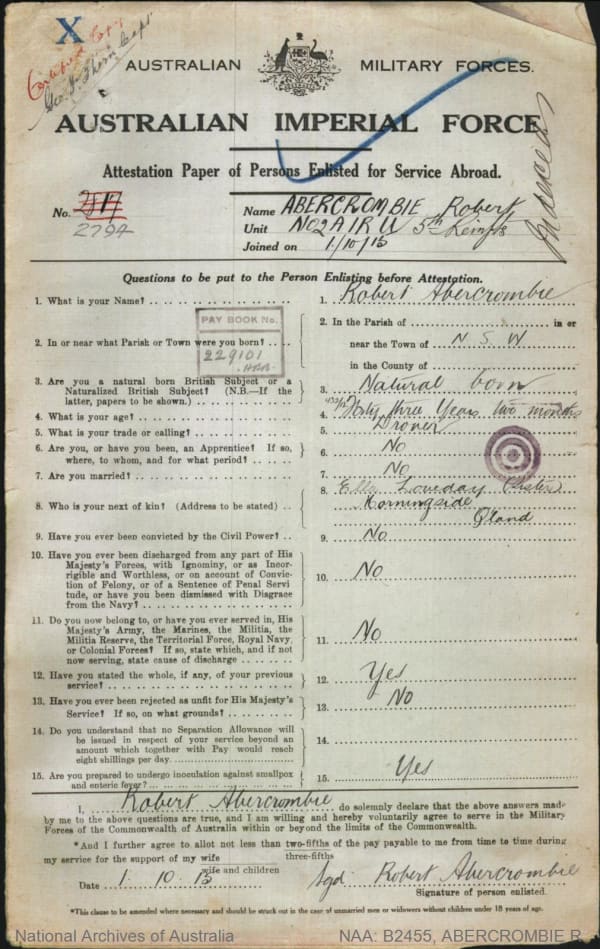 X
Certified Copy
Geo. J. Thorn Capt
AUSTRALIAN MILITARY FORCES.
AUSTRALIAN IMPERIAL FORCE
Attestation Paper of Persons Enlisted for Service Abroad.
No.
2794
Name ABERCROMBIE Robert
Unit No 2 A I R U 5th Reinfs
Joined on 1/10/15
Questions to be put to the Person Enlisting before Attestation.
1. What is your Name? 1. Robert Abercrombie
PAY BOOK No.
229101
2. In or near what Parish or Town were you born? 2. In the Parish of in or
near the Town of N. S. W
in the County of
3. Are you a natural born British Subject or a
Naturalized British Subject? (N.B.—If the
latter, papers to be shown.) 3. Natural born
4. What is your age? 4. Forty three Years two months
5. What is your trade or calling? 5. Drover
6. Are you, or have you been, an Apprentice? If so,
where, to whom, and for what period? 6. No
7. Are you married? 7. No
8. Who is your next of kin? (Address to be stated) 8. Ella Loveday (Sister)
Morningside
Qland
9. Have you ever been convicted by the Civil Power? 9. No
10. Have you ever been discharged from any part of His
Majesty's Forces, with Ignominy, or as Incor-
rigible and Worthless, or on account of Convic-
tion of Felony, or of a Sentence of Penal Servi
tude, or have you been dismissed with Disgrace
from the Navy? 10. No
11. Do you now belong to, or have you ever served in, His
Majesty's Army, the Marines, the Militia, the
Militia Reserve, the Territorial Force, Royal Navy,
or Colonial Forces? If so, state which, and if not
now serving, state cause of discharge 11. No
12. Have you stated the whole, if any, of your previous
service? 12. Yes
13. Have you ever been rejected as unfit for His Majesty's
Service? If so, on what grounds? 13. No
14. Do you understand that no Separation Allowance will
be issued in respect of your service beyond an
amount which together with Pay would reach
eight shillings per day. 14.
15. Are you prepared to undergo inoculation against smallpox
and enteric fever? 15. Yes
I, Robert Abercrombie do solemnly declare that the above answers made
by me to the above questions are true, and I am willing and hereby voluntarily agree to serve in the Military
Forces of the Commonwealth of Australia within or beyond the limits of the Commonwealth.
*And I further agree to allot not less than two-fifths of the pay payable to me from time to time during
three-fifths
my service for the support of my wife
wife and children
Date 1. 10. 15 Sgd Robert Abercrombie
Signature of person enlisted.
*This clause to be amended where necessary and should be struck out in the case of unmarried men or widowers without children under 18 years of age.
National Archives of Australia NAA: B2455, ABERCROMBIE R